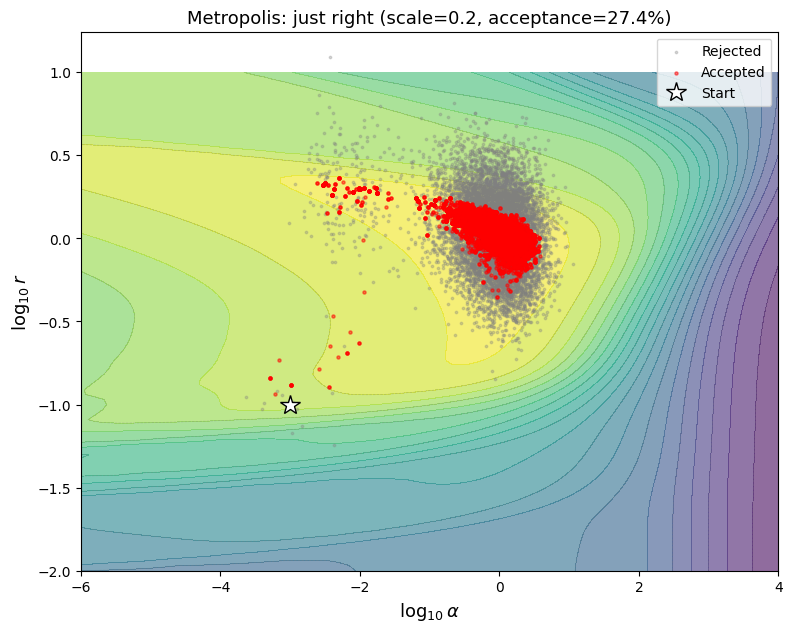 Metropolis: just right (scale=0.2, acceptance=27.4%)
Rejected
Accepted
Start
1.0
0.5
0.0
−0.5
−1.0
−1.5
−2.0
log₁₀ r
−6 −4 −2 0 2 4
log₁₀ α